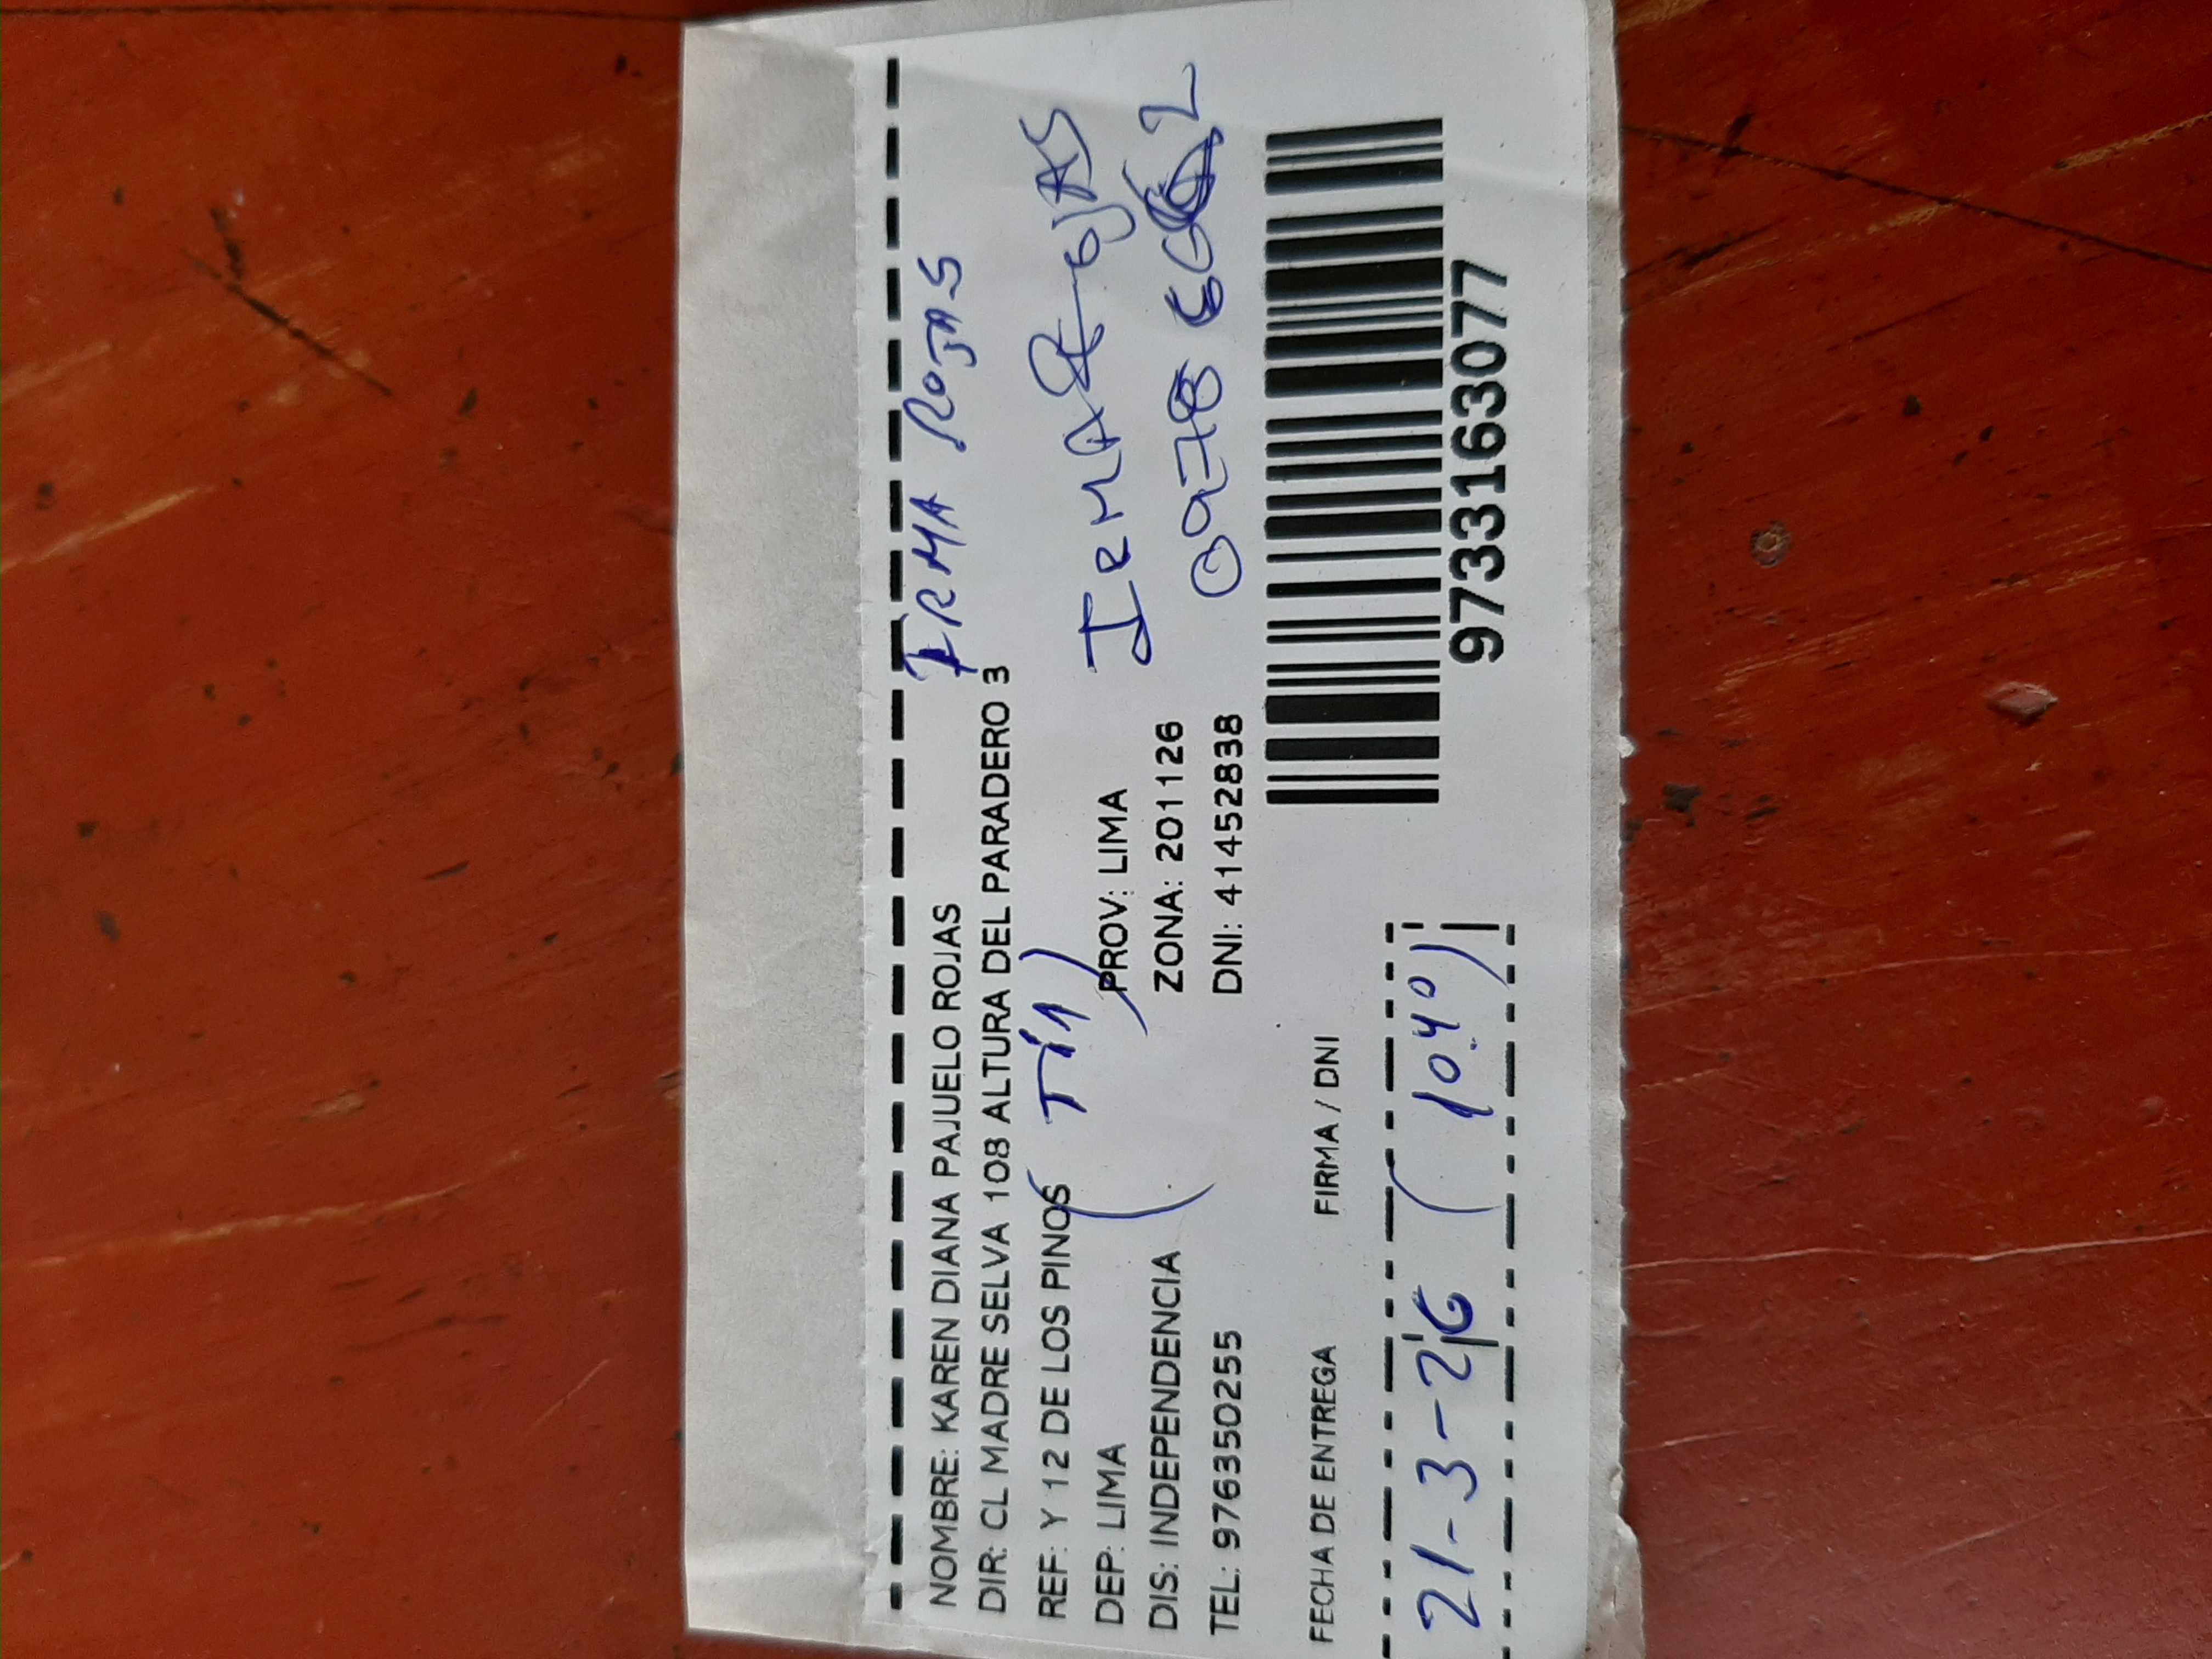 IRMA ROJAS
NOMBRE: KAREN DIANA PAJUELO ROJAS
DIR: CL MADRE SELVA 108 ALTURA DEL PARADERO 3
REF: Y 12 DE LOS PINOS
(TÍA)
Irma Rojas
DEP: LIMA PROV: LIMA
DIS: INDEPENDENCIA ZONA: 201126
TEL: 976350255 DNI: 41452838
FECHA DE ENTREGA FIRMA / DNI
21-3-26 (10.40)
9733163077